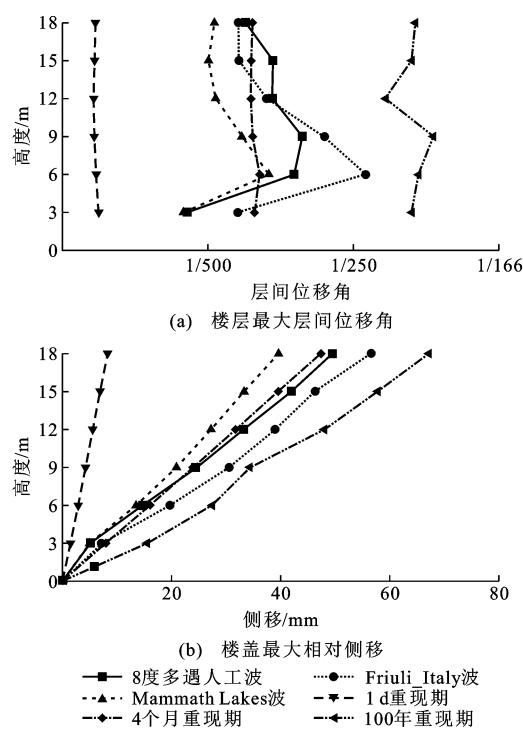 18
15
12
9
6
3
0
高度/m
1/500
1/250
1/166
层间位移角
(a) 楼层最大层间位移角
18
15
12
9
6
3
0
高度/m
20
40
60
80
侧移/mm
(b) 楼盖最大相对侧移
8度多遇人工波
Friuli_Italy波
Mammath Lakes波
1 d重现期
4个月重现期
100年重现期